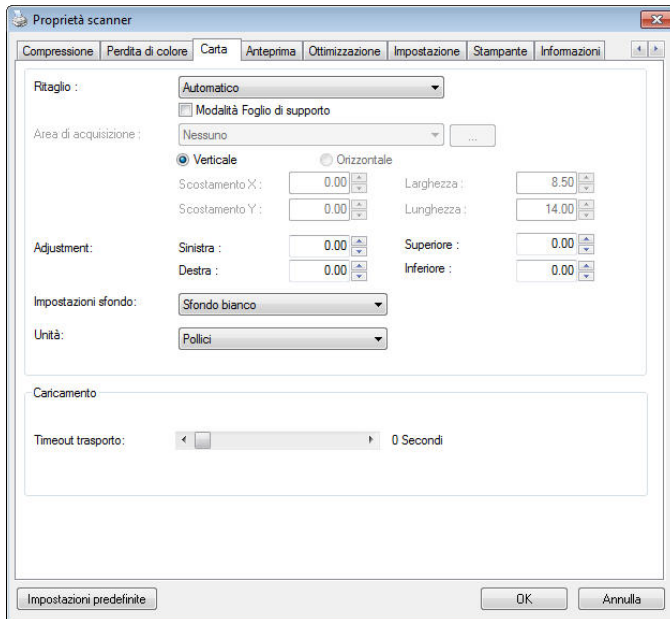 Proprietà scanner
Compressione Perdita di colore Carta Anteprima Ottimizzazione Impostazione Stampante Informazioni
Ritaglio : Automatico
Modalità Foglio di supporto
Area di acquisizione : Nessuno ...
Verticale Orizzontale
Scostamento X : 0.00 Larghezza : 8.50
Scostamento Y : 0.00 Lunghezza : 14.00
Adjustment: Sinistra : 0.00 Superiore : 0.00
Destra : 0.00 Inferiore : 0.00
Impostazioni sfondo: Sfondo bianco
Unità: Pollici
Caricamento
Timeout trasporto: 0 Secondi
Impostazioni predefinite OK Annulla